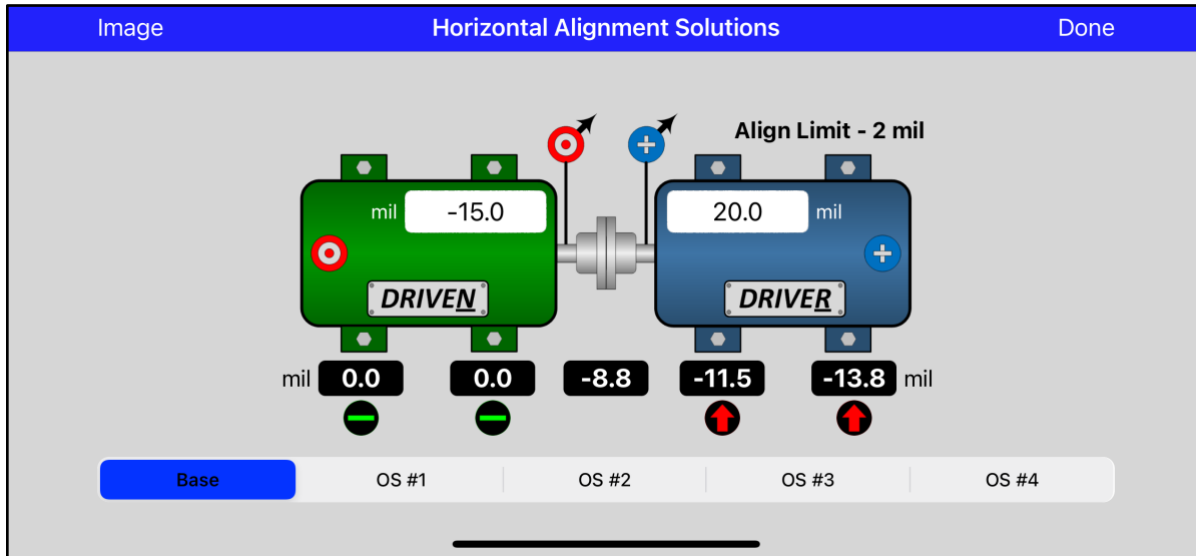 Image Horizontal Alignment Solutions Done
Align Limit - 2 mil
mil -15.0 20.0 mil
DRIVEN DRIVER
mil 0.0 0.0 -8.8 -11.5 -13.8 mil
Base OS #1 OS #2 OS #3 OS #4